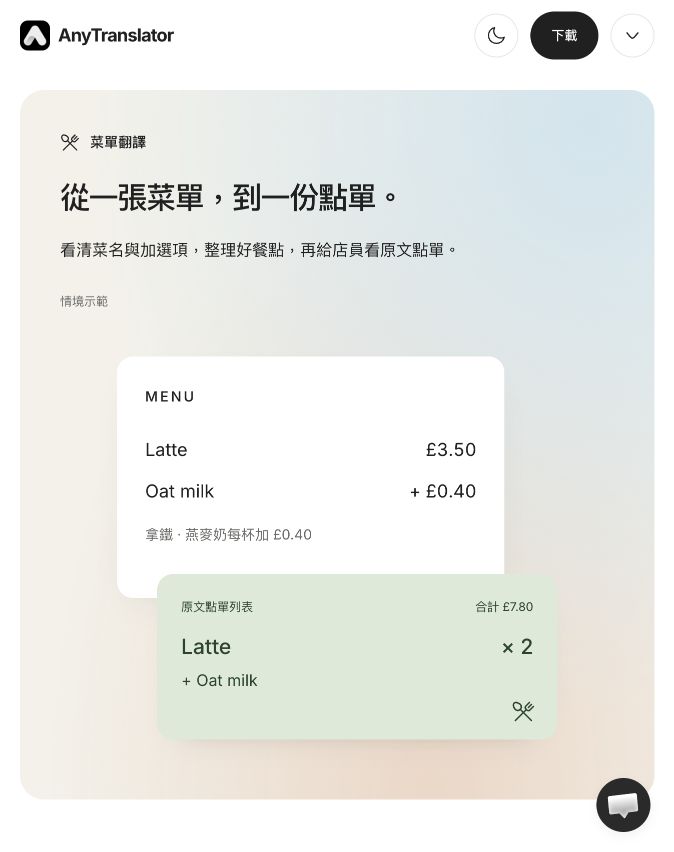 AnyTranslator
下載
菜單翻譯
從一張菜單，到一份點單。
看清菜名與加選項，整理好餐點，再給店員看原文點單。
情境示範
MENU
Latte £3.50
Oat milk + £0.40
拿鐵 · 燕麥奶每杯加 £0.40
原文點單列表 合計 £7.80
Latte × 2
+ Oat milk